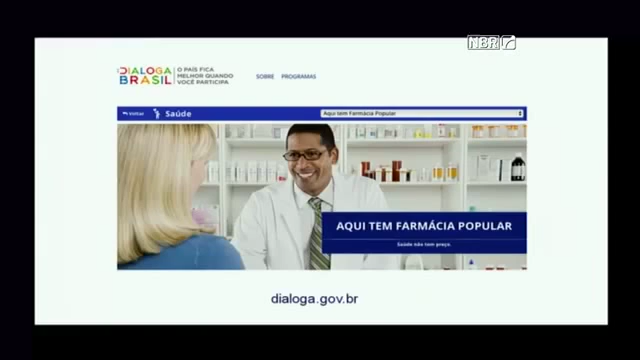 NBR
DIALOGA
BRASIL
O PAÍS FICA
MELHOR QUANDO
VOCÊ PARTICIPA
SOBRE PROGRAMAS
Voltar Saúde Aqui tem Farmácia Popular
AQUI TEM FARMÁCIA POPULAR
Saúde não tem preço.
dialoga.gov.br